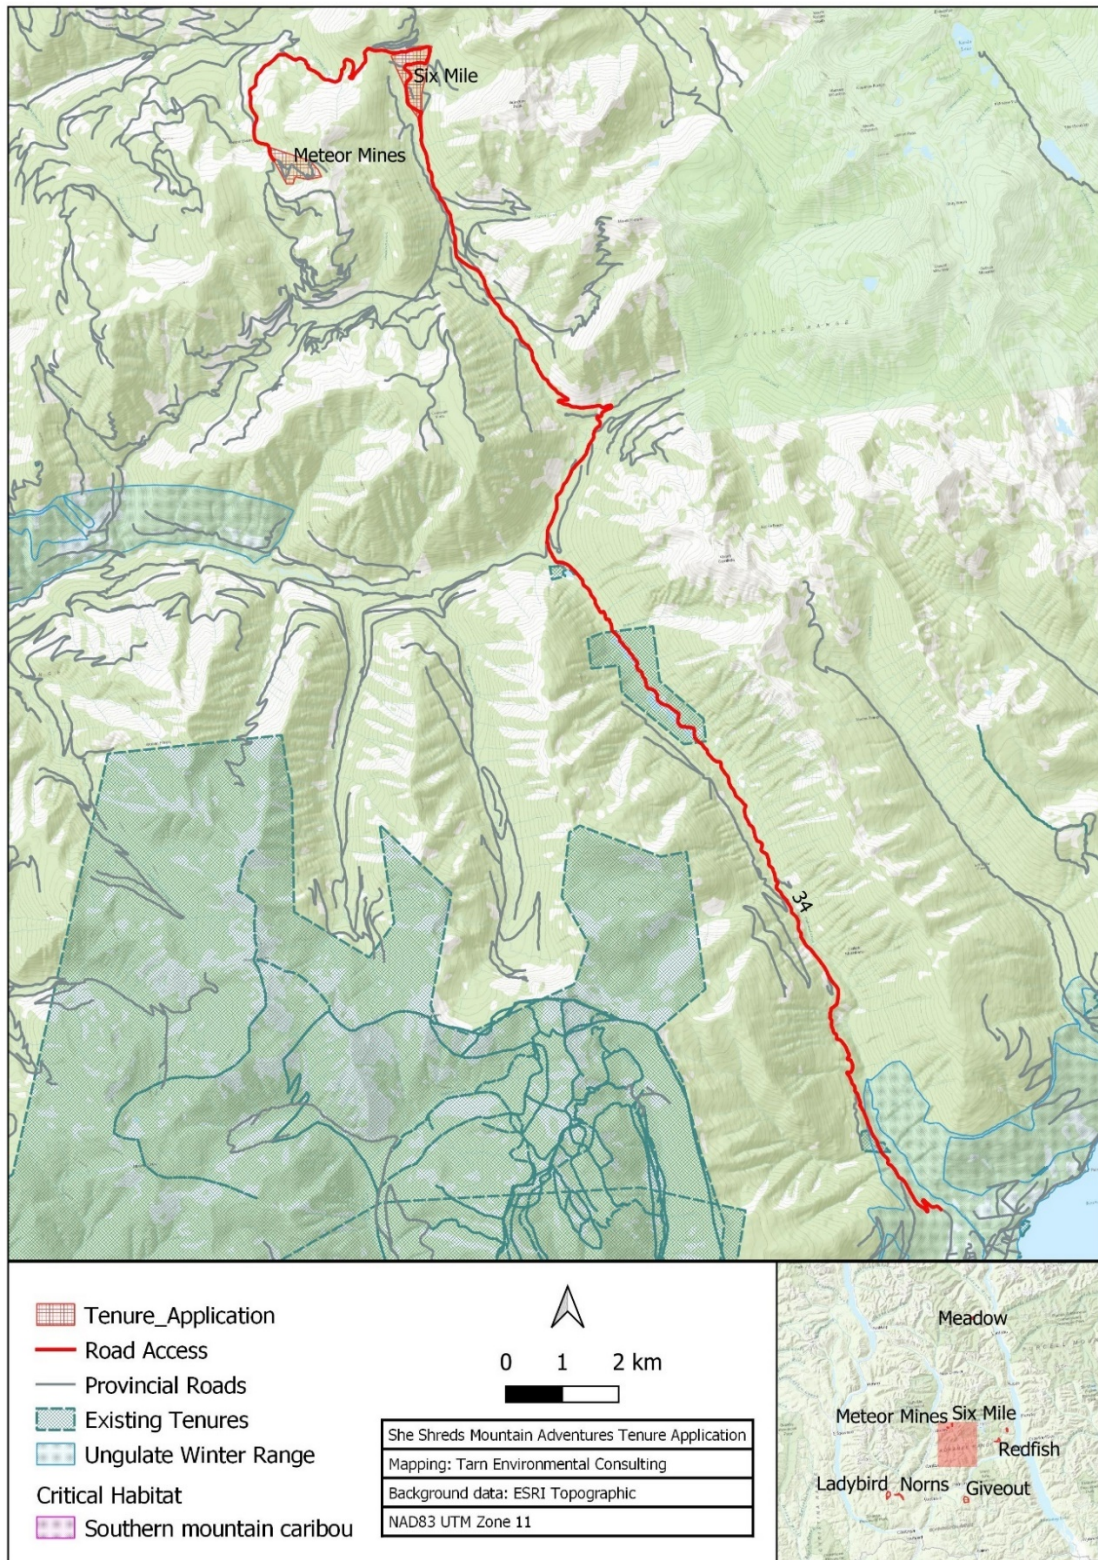 Six Mile
Meteor Mines
KOKANEE RANGE
34
Tenure_Application
Road Access
Provincial Roads
Existing Tenures
Ungulate Winter Range
Critical Habitat
Southern mountain caribou
0 1 2 km
She Shreds Mountain Adventures Tenure Application
Mapping: Tarn Environmental Consulting
Background data: ESRI Topographic
NAD83 UTM Zone 11
Meadow
Meteor Mines
Six Mile
Redfish
Ladybird
Norns
Giveout